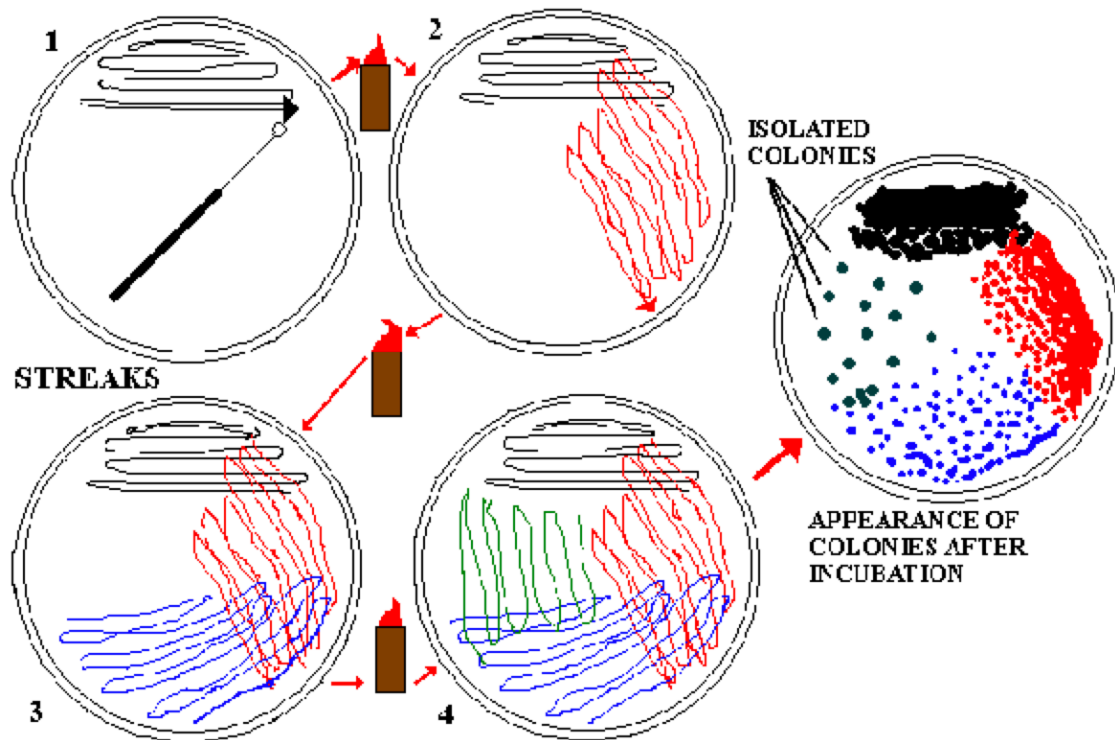 1
2
ISOLATED
COLONIES
STREAKS
3
4
APPEARANCE OF
COLONIES AFTER
INCUBATION